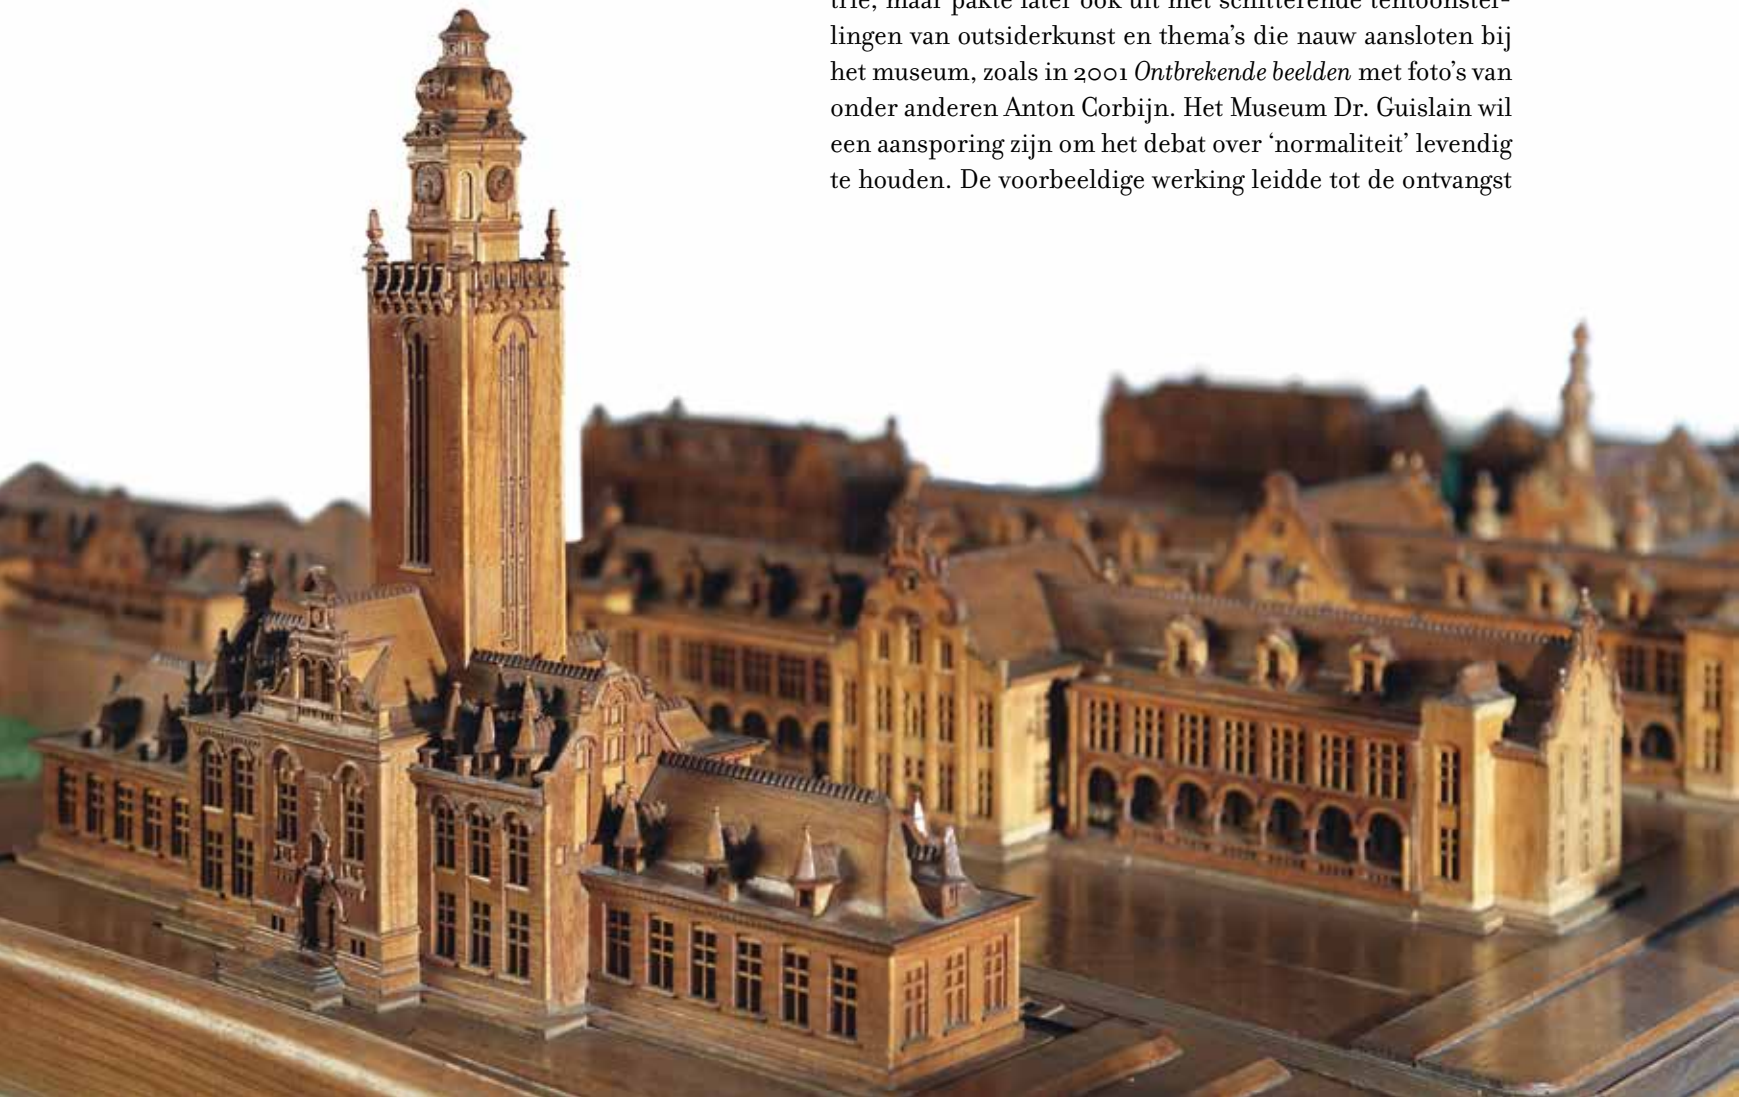 trie, maar pakte later ook uit met schitterende tentoonstel-
lingen van outsiderkunst en thema’s die nauw aansloten bij
het museum, zoals in 2001 Ontbrekende beelden met foto’s van
onder anderen Anton Corbijn. Het Museum Dr. Guislain wil
een aansporing zijn om het debat over ‘normaliteit’ levendig
te houden. De voorbeeldige werking leidde tot de ontvangst